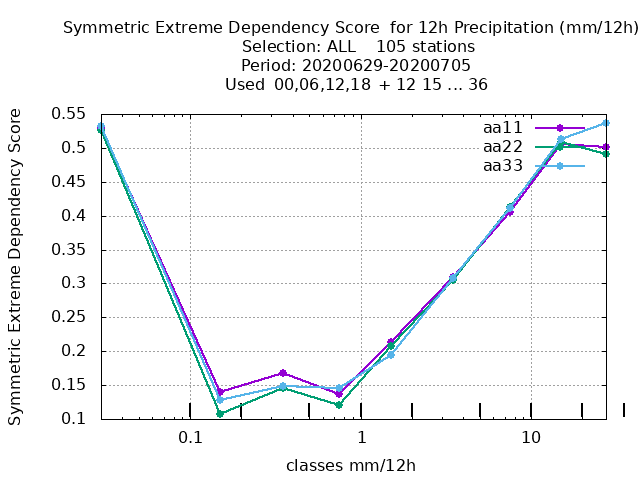 Symmetric Extreme Dependency Score  for 12h Precipitation (mm/12h)
Selection: ALL    105 stations
Period: 20200629-20200705
Used  00,06,12,18  + 12 15 ... 36
Symmetric Extreme Dependency Score
0.55
0.5
0.45
0.4
0.35
0.3
0.25
0.2
0.15
0.1
aa11
aa22
aa33
0.1
1
10
classes mm/12h